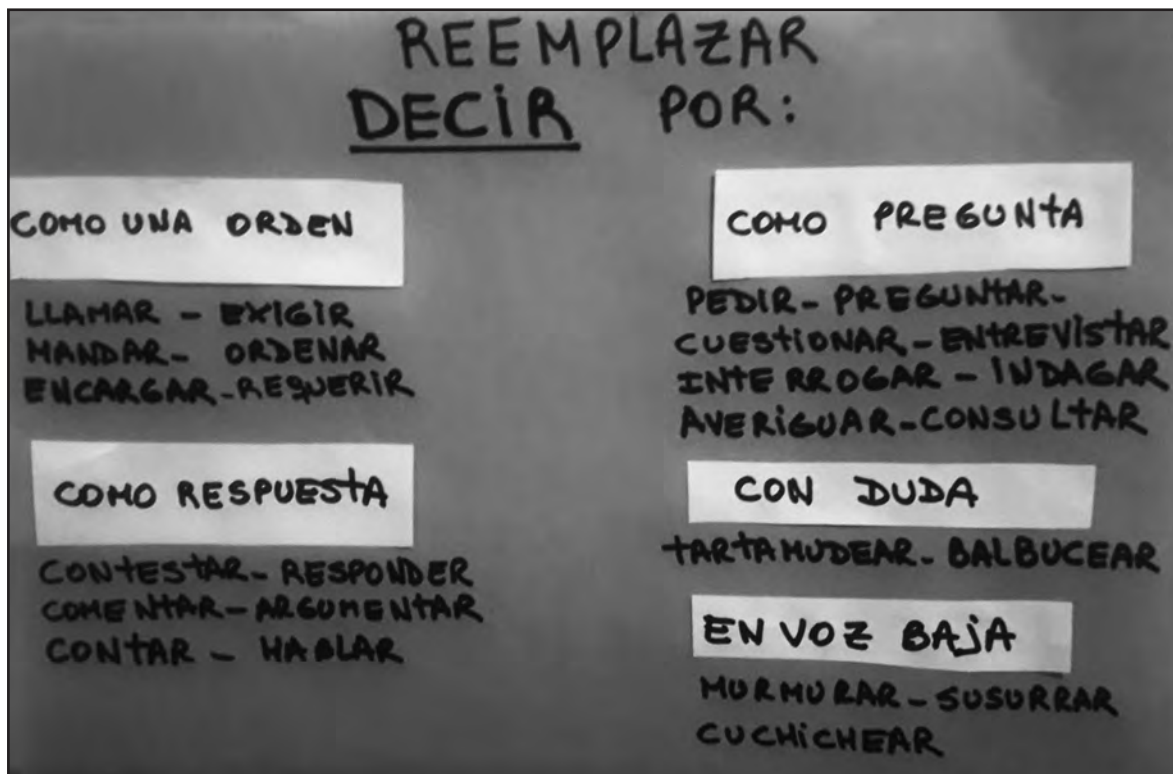 REEMPLAZAR
DECiR POR:
COMO UNA ORDEN
LLAMAR - EXIGIR
MANDAR - ORDENAR
ENCARGAR - REQUERIR
COMO RESPUESTA
CONTESTAR - RESPONDER
COMENTAR - ARGUMENTAR
CONTAR - HABLAR
COMO PREGUNTA
PEDIR - PREGUNTAR -
CUESTIONAR - ENTREVISTAR
INTERROGAR - INDAGAR
AVERIGUAR - CONSULTAR
CON DUDA
TARTAMUDEAR - BALBUCEAR
EN VOZ BAJA
MURMURAR - SUSURRAR
CUCHICHEAR